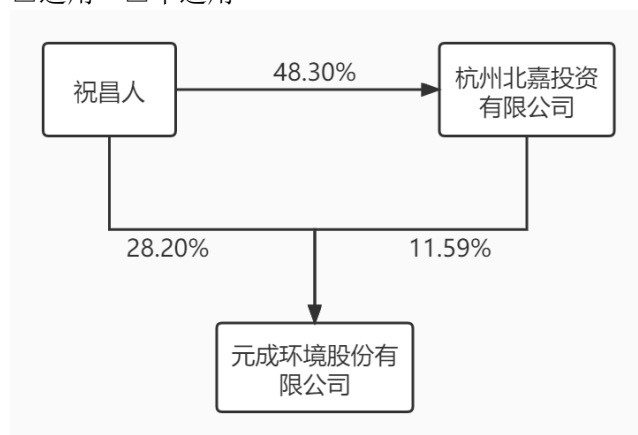 祝昌人
48.30%
杭州北嘉投资
有限公司
28.20%
11.59%
元成环境股份有
限公司